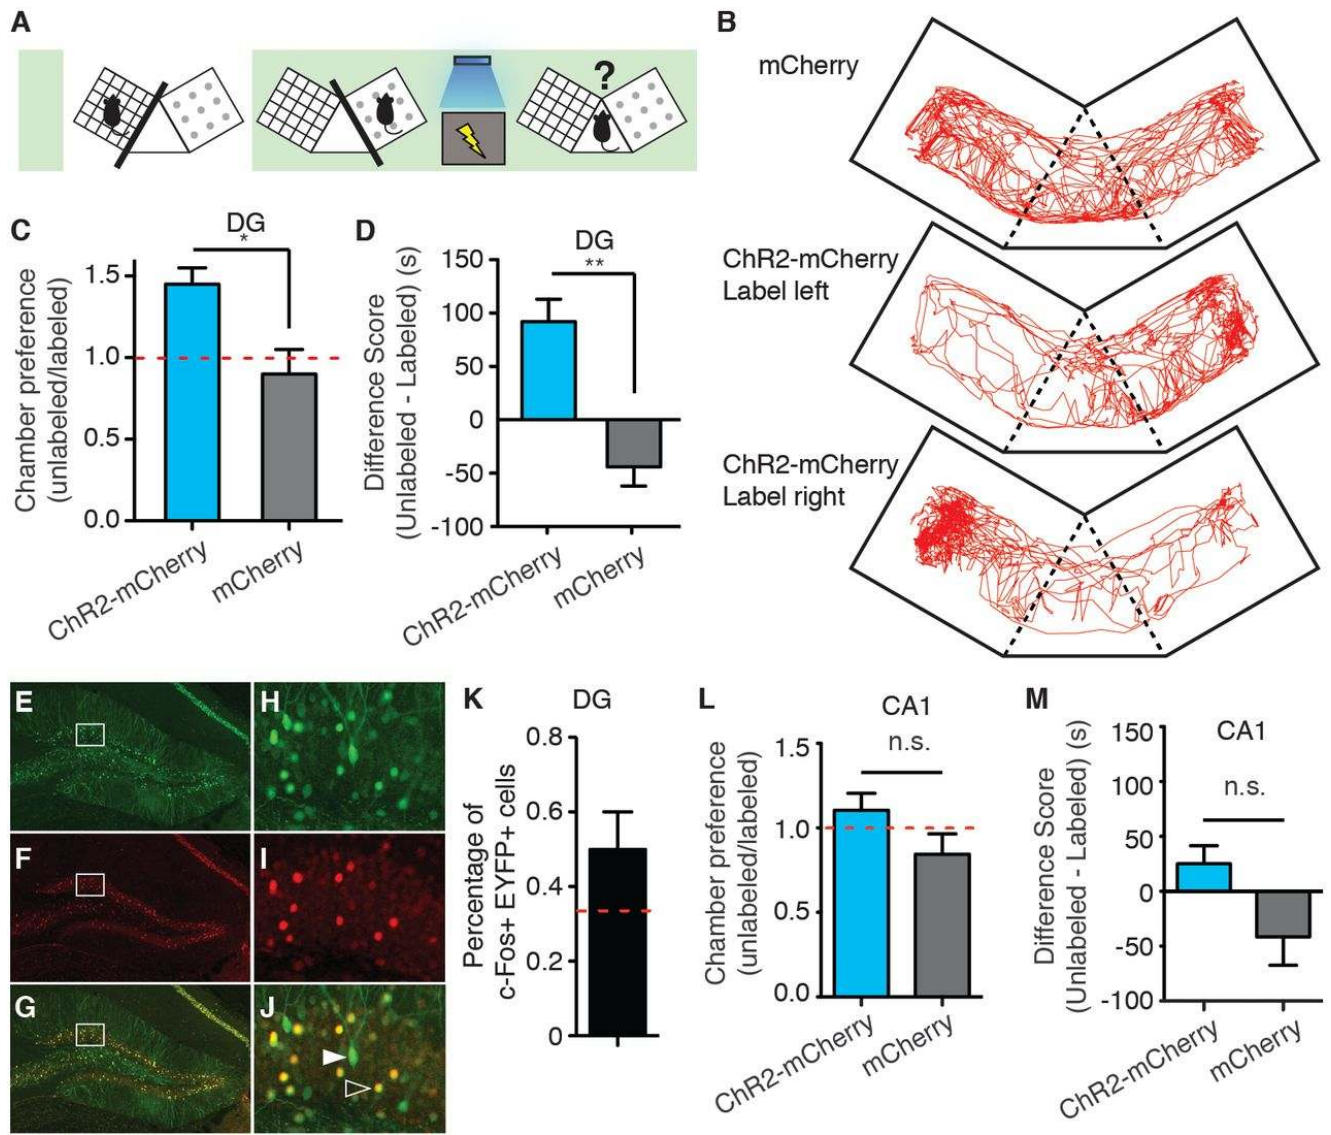 A
?
B
mCherry
ChR2-mCherry
Label left
ChR2-mCherry
Label right
C
DG
*
Chamber preference
(unlabeled/labeled)
1.5
1.0
0.5
0.0
ChR2-mCherry
mCherry
D
DG
**
Difference Score
(Unlabeled - Labeled) (s)
150
100
50
0
-50
-100
ChR2-mCherry
mCherry
E
F
G
H
I
J
K
DG
Percentage of
c-Fos+ EYFP+ cells
0.8
0.6
0.4
0.2
0
L
CA1
n.s.
Chamber preference
(unlabeled/labeled)
1.5
1.0
0.5
0.0
ChR2-mCherry
mCherry
M
CA1
n.s.
Difference Score
(Unlabeled - Labeled) (s)
150
100
50
0
-50
-100
ChR2-mCherry
mCherry